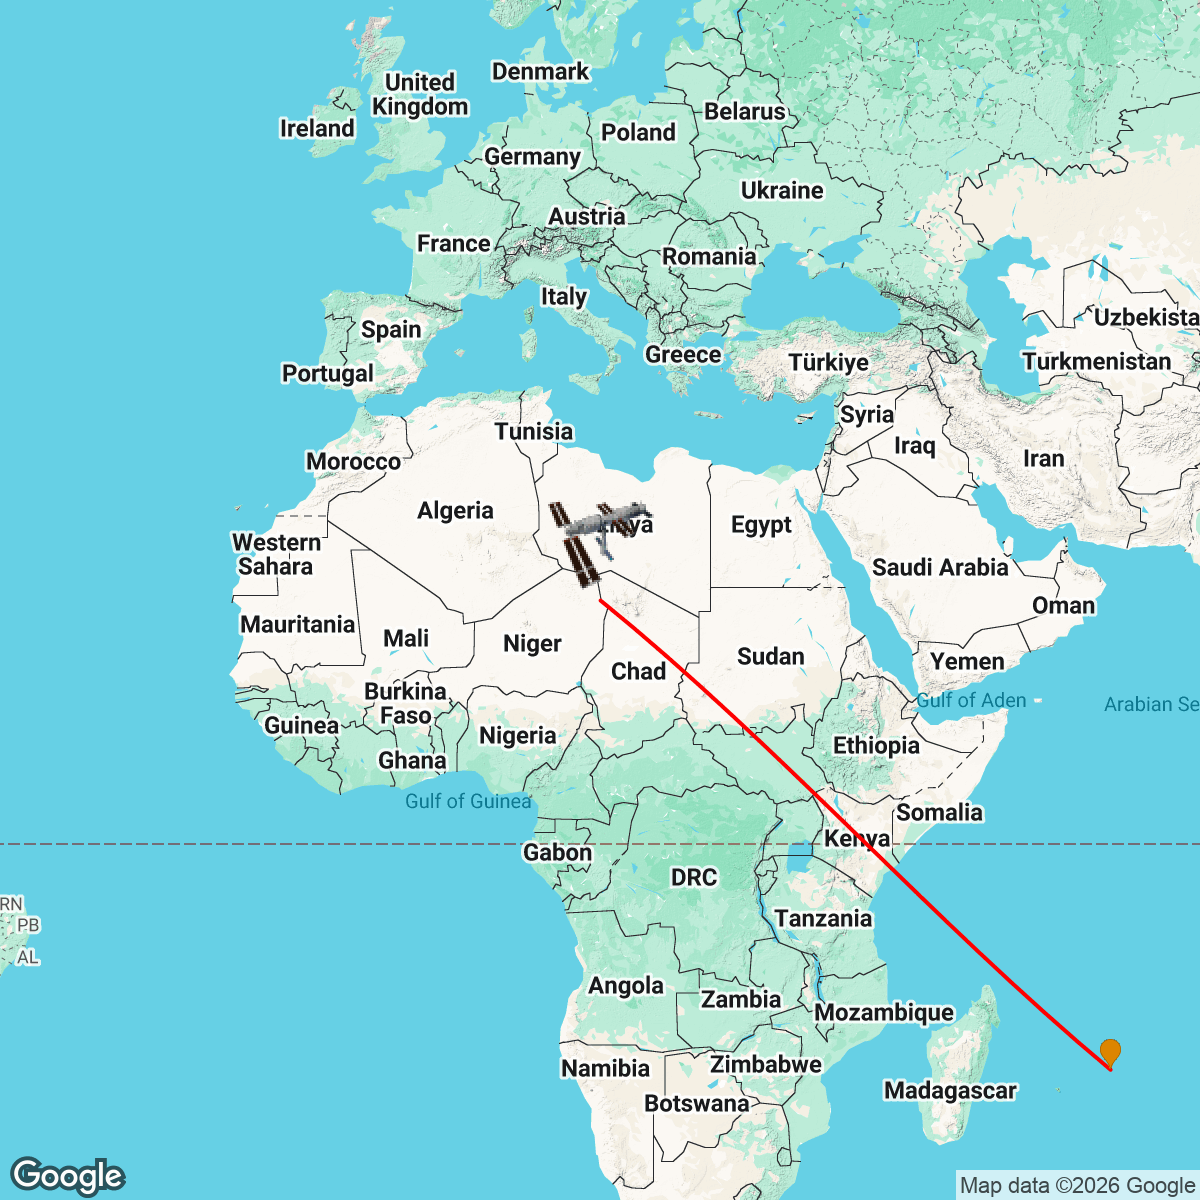 Denmark
United
Kingdom
Belarus
Ireland
Poland
Germany
Ukraine
Austria
France
Romania
Italy
Uzbekista
Spain
Greece
Türkiye
Turkmenistan
Portugal
Syria
Tunisia
Iraq
Iran
Morocco
Algeria
Egypt
Western
Sahara
Saudi Arabia
Oman
Mauritania
Mali
Niger
Sudan
Yemen
Chad
Burkina
Faso
Gulf of Aden
Arabian Se
Guinea
Nigeria
Ethiopia
Ghana
Gulf of Guinea
Somalia
Kenya
Gabon
DRC
RN
PB
AL
Tanzania
Angola
Zambia
Mozambique
Namibia
Zimbabwe
Madagascar
Botswana
Google
Map data ©2026 Google